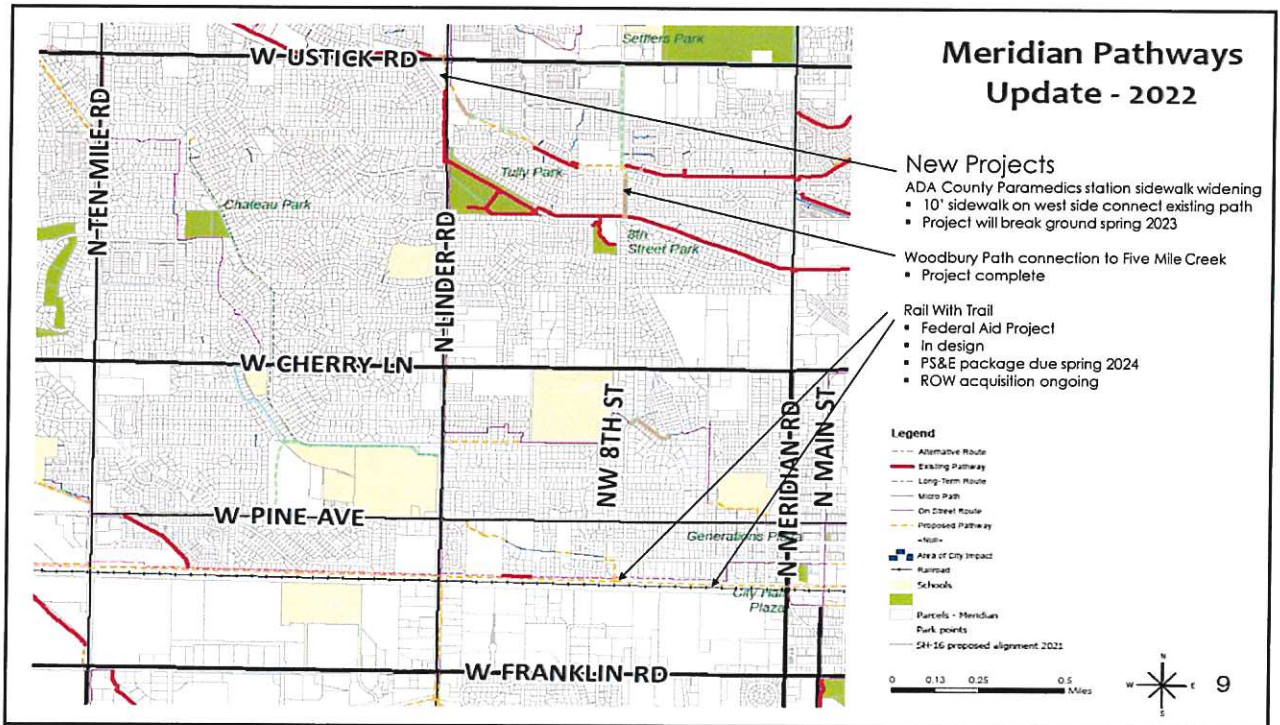 Meridian Pathways
Update - 2022
New Projects
ADA County Paramedics station sidewalk widening
▪ 10' sidewalk on west side connect existing path
▪ Project will break ground spring 2023
Woodbury Path connection to Five Mile Creek
▪ Project complete
Rail With Trail
▪ Federal Aid Project
▪ In design
▪ PS&E package due spring 2024
▪ ROW acquisition ongoing
Legend
Alternative Route
Existing Pathway
Long-Term Route
Micro Path
On Street Route
Proposed Pathway
<Null>
Area of City Impact
Railroad
Schools
Parcels - Meridian
Park points
SH-16 proposed alignment 2021
0 0.13 0.25 0.5
Miles
N
W E
S
9
W USTICK RD
Settlers Park
N TEN MILE RD
Tully Park
Chateau Park
N LINDER RD
8th
Street Park
W CHERRY LN
NW 8TH ST
N MERIDIAN RD
N MAIN ST
W PINE AVE
Generations Plaza
City Hall
Plaza
W FRANKLIN RD